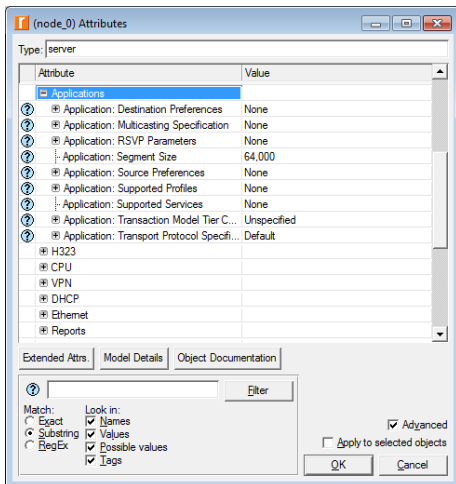 (node_0) Attributes
Type: server
Attribute Value
Applications
Application: Destination Preferences None
Application: Multicasting Specification None
Application: RSVP Parameters None
Application: Segment Size 64,000
Application: Source Preferences None
Application: Supported Profiles None
Application: Supported Services None
Application: Transaction Model Tier C... Unspecified
Application: Transport Protocol Specifi... Default
H323
CPU
VPN
DHCP
Ethernet
Reports
Extended Attrs. Model Details Object Documentation
Filter
Match: Look in:
Exact Names
Substring Values
RegEx Possible values
Tags
Advanced
Apply to selected objects
OK Cancel